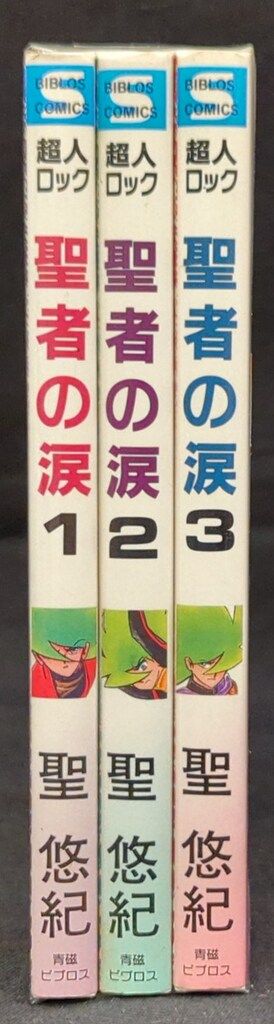 BIBLOS
COMICS
超人
ロック
聖者の涙
1
聖
悠紀
青磁
ビブロス
BIBLOS
COMICS
超人
ロック
聖者の涙
2
聖
悠紀
青磁
ビブロス
BIBLOS
COMICS
超人
ロック
聖者の涙
3
聖
悠紀
青磁
ビブロス